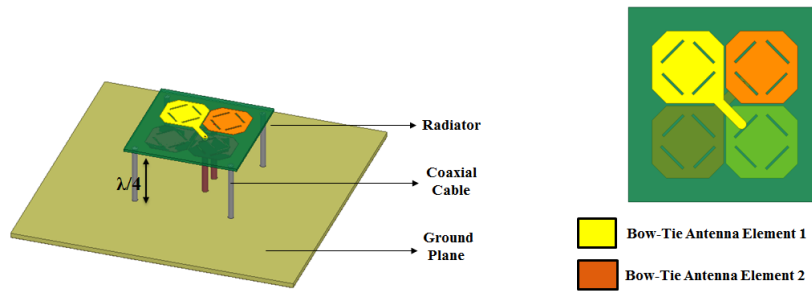 λ/4
Radiator
Coaxial
Cable
Ground
Plane
Bow-Tie Antenna Element 1
Bow-Tie Antenna Element 2